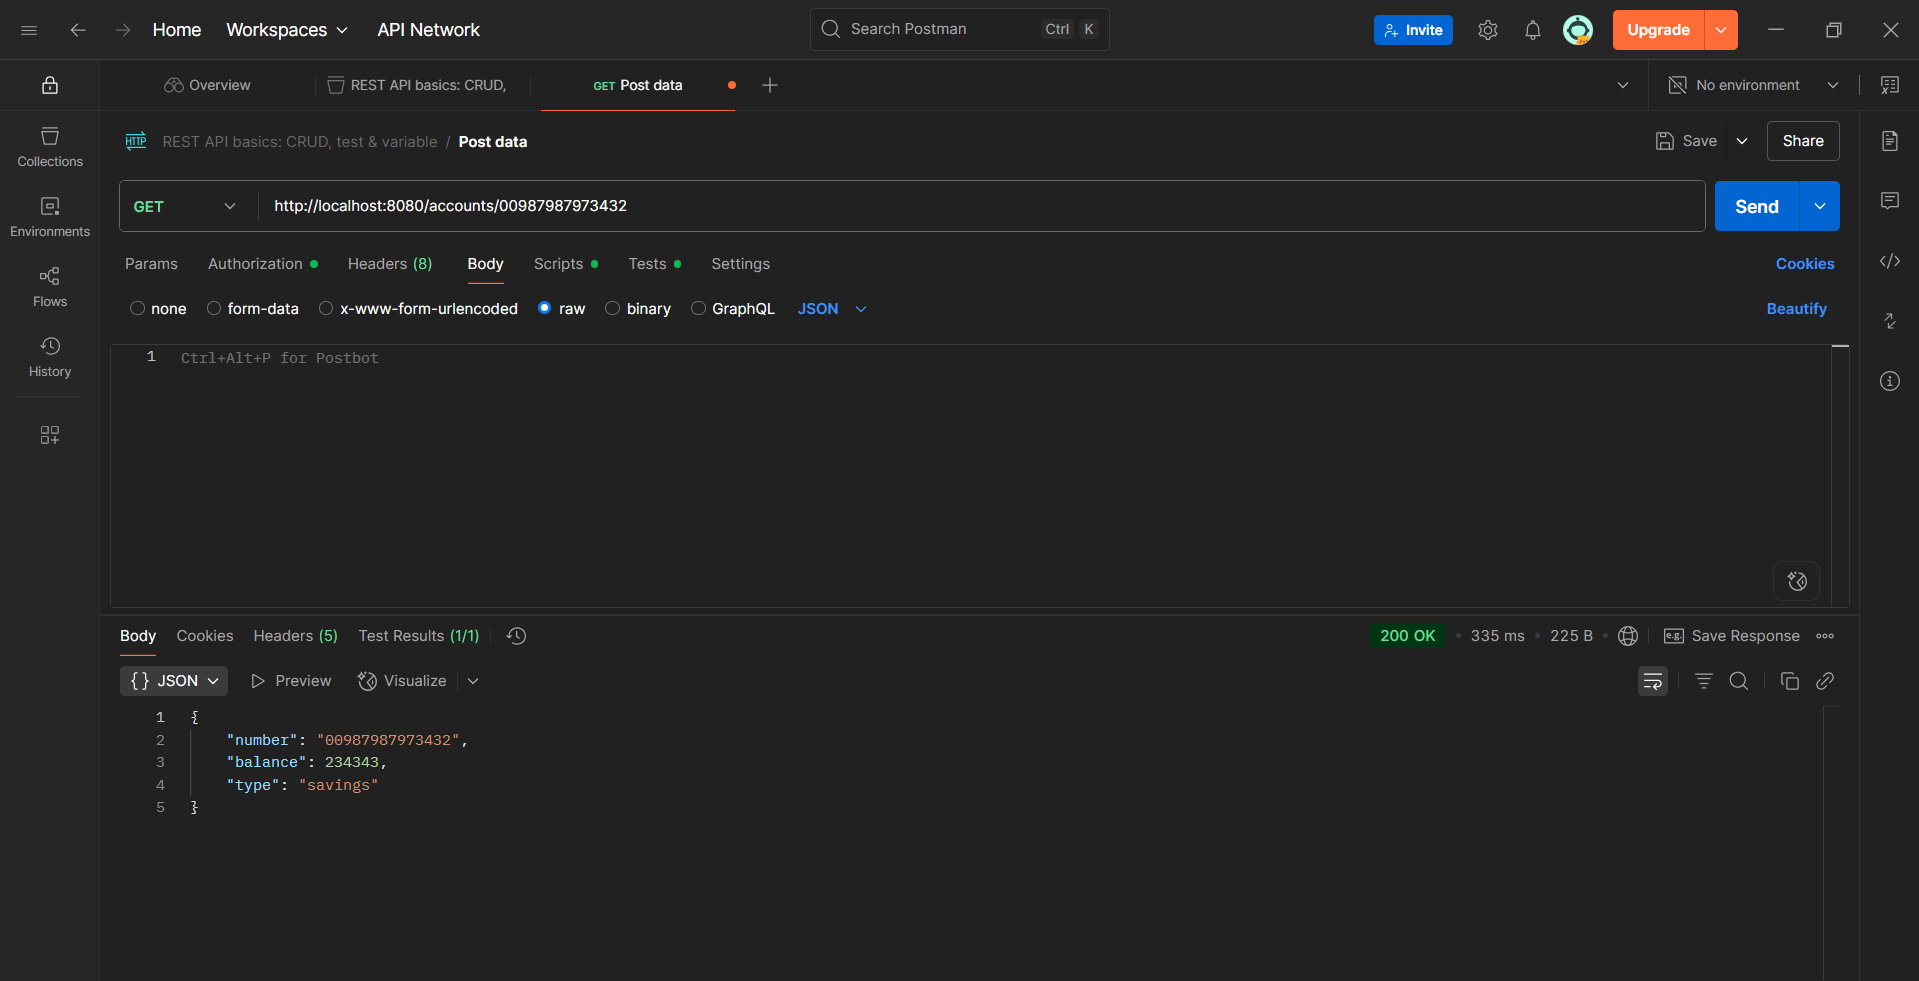 Home Workspaces API Network Search Postman Ctrl K Invite Upgrade
Overview REST API basics: CRUD, GET Post data No environment
REST API basics: CRUD, test & variable / Post data Save Share
HTTP
GET http://localhost:8080/accounts/00987987973432 Send
Params Authorization Headers (8) Body Scripts Tests Settings Cookies
none form-data x-www-form-urlencoded raw binary GraphQL JSON Beautify
1 Ctrl+Alt+P for Postbot
Collections
Environments
Flows
History
Body Cookies Headers (5) Test Results (1/1) 200 OK • 335 ms • 225 B • e.g. Save Response
{} JSON Preview Visualize
1 {
2 "number": "00987987973432",
3 "balance": 234343,
4 "type": "savings"
5 }